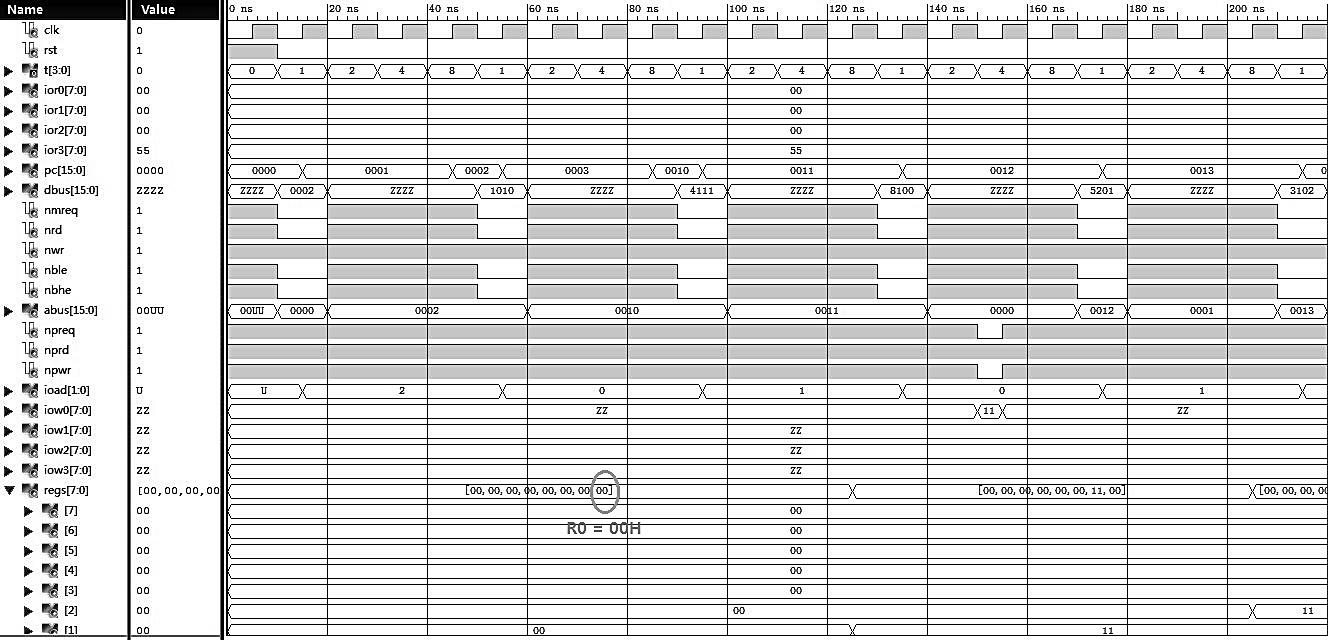 Name Value 0 ns 20 ns 40 ns 60 ns 80 ns 100 ns 120 ns 140 ns 160 ns 180 ns 200 ns
clk 0
rst 1
t[3:0] 0 0 1 2 4 8 1 2 4 8 1 2 4 8 1 2 4 8 1 2 4 8 1
ior0[7:0] 00 00
ior1[7:0] 00 00
ior2[7:0] 00 00
ior3[7:0] 55 55
pc[15:0] 0000 0000 0001 0002 0003 0010 0011 0012 0013 0
dbus[15:0] ZZZZ ZZZZ 0002 ZZZZ 1010 ZZZZ 4111 ZZZZ 8100 ZZZZ 5201 ZZZZ 3102
nmreq 1
nrd 1
nwr 1
nble 1
nbhe 1
abus[15:0] 00UU 00UU 0000 0002 0010 0011 0000 0012 0001 0013
npreq 1
nprd 1
npwr 1
ioad[1:0] U U 2 0 1 0 1
iow0[7:0] ZZ ZZ 11 ZZ
iow1[7:0] ZZ ZZ
iow2[7:0] ZZ ZZ
iow3[7:0] ZZ ZZ
regs[7:0] [00,00,00,00 [00,00,00,00,00,00,00,00] [00,00,00,00,00,00,11,00] [00,00,00,00
[7] 00 00
[6] 00 00
R0 = 00H
[5] 00 00
[4] 00 00
[3] 00 00
[2] 00 00 11
[1] 00 00 11